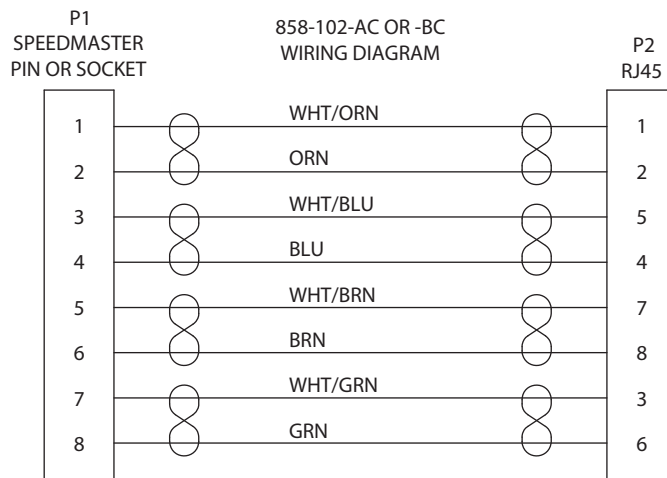 P1
SPEEDMASTER
PIN OR SOCKET
858-102-AC OR -BC
WIRING DIAGRAM
P2
RJ45
1 WHT/ORN 1
2 ORN 2
3 WHT/BLU 5
4 BLU 4
5 WHT/BRN 7
6 BRN 8
7 WHT/GRN 3
8 GRN 6